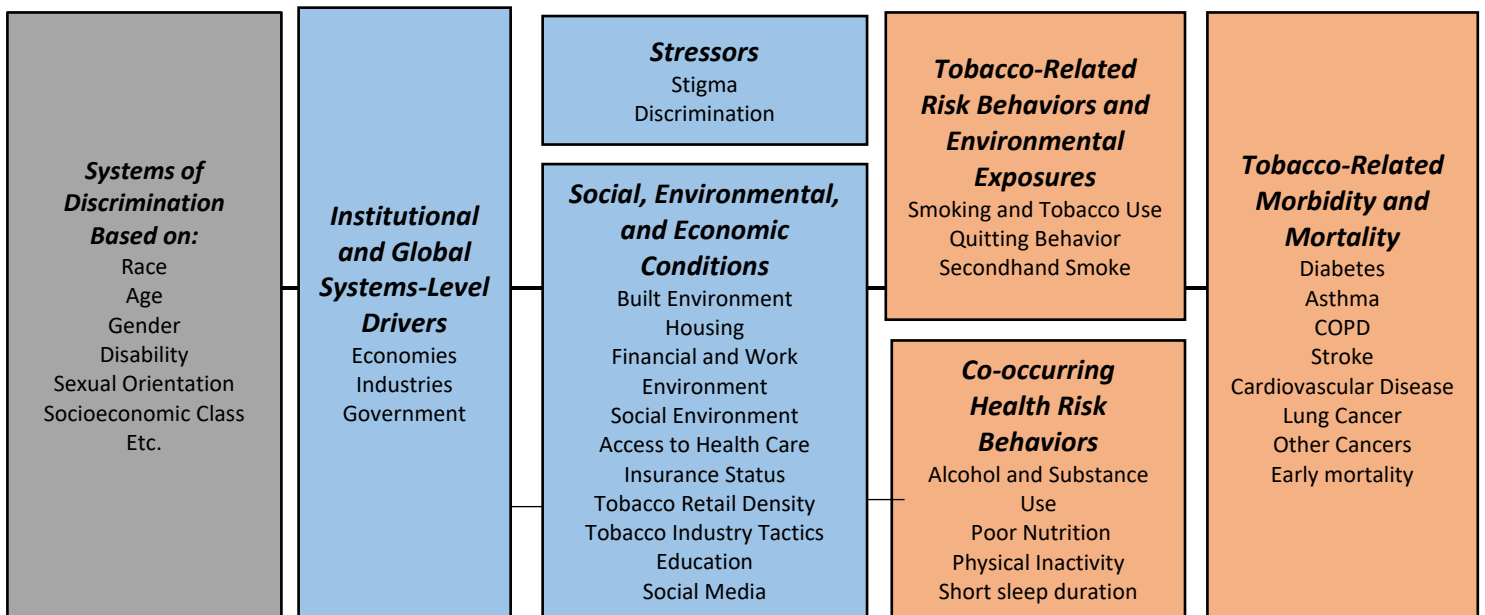 Systems of
Discrimination
Based on:
Race
Age
Gender
Disability
Sexual Orientation
Socioeconomic Class
Etc.
Institutional
and Global
Systems-Level
Drivers
Economies
Industries
Government
Stressors
Stigma
Discrimination
Social, Environmental,
and Economic
Conditions
Built Environment
Housing
Financial and Work
Environment
Social Environment
Access to Health Care
Insurance Status
Tobacco Retail Density
Tobacco Industry Tactics
Education
Social Media
Tobacco-Related
Risk Behaviors and
Environmental
Exposures
Smoking and Tobacco Use
Quitting Behavior
Secondhand Smoke
Co-occurring
Health Risk
Behaviors
Alcohol and Substance
Use
Poor Nutrition
Physical Inactivity
Short sleep duration
Tobacco-Related
Morbidity and
Mortality
Diabetes
Asthma
COPD
Stroke
Cardiovascular Disease
Lung Cancer
Other Cancers
Early mortality